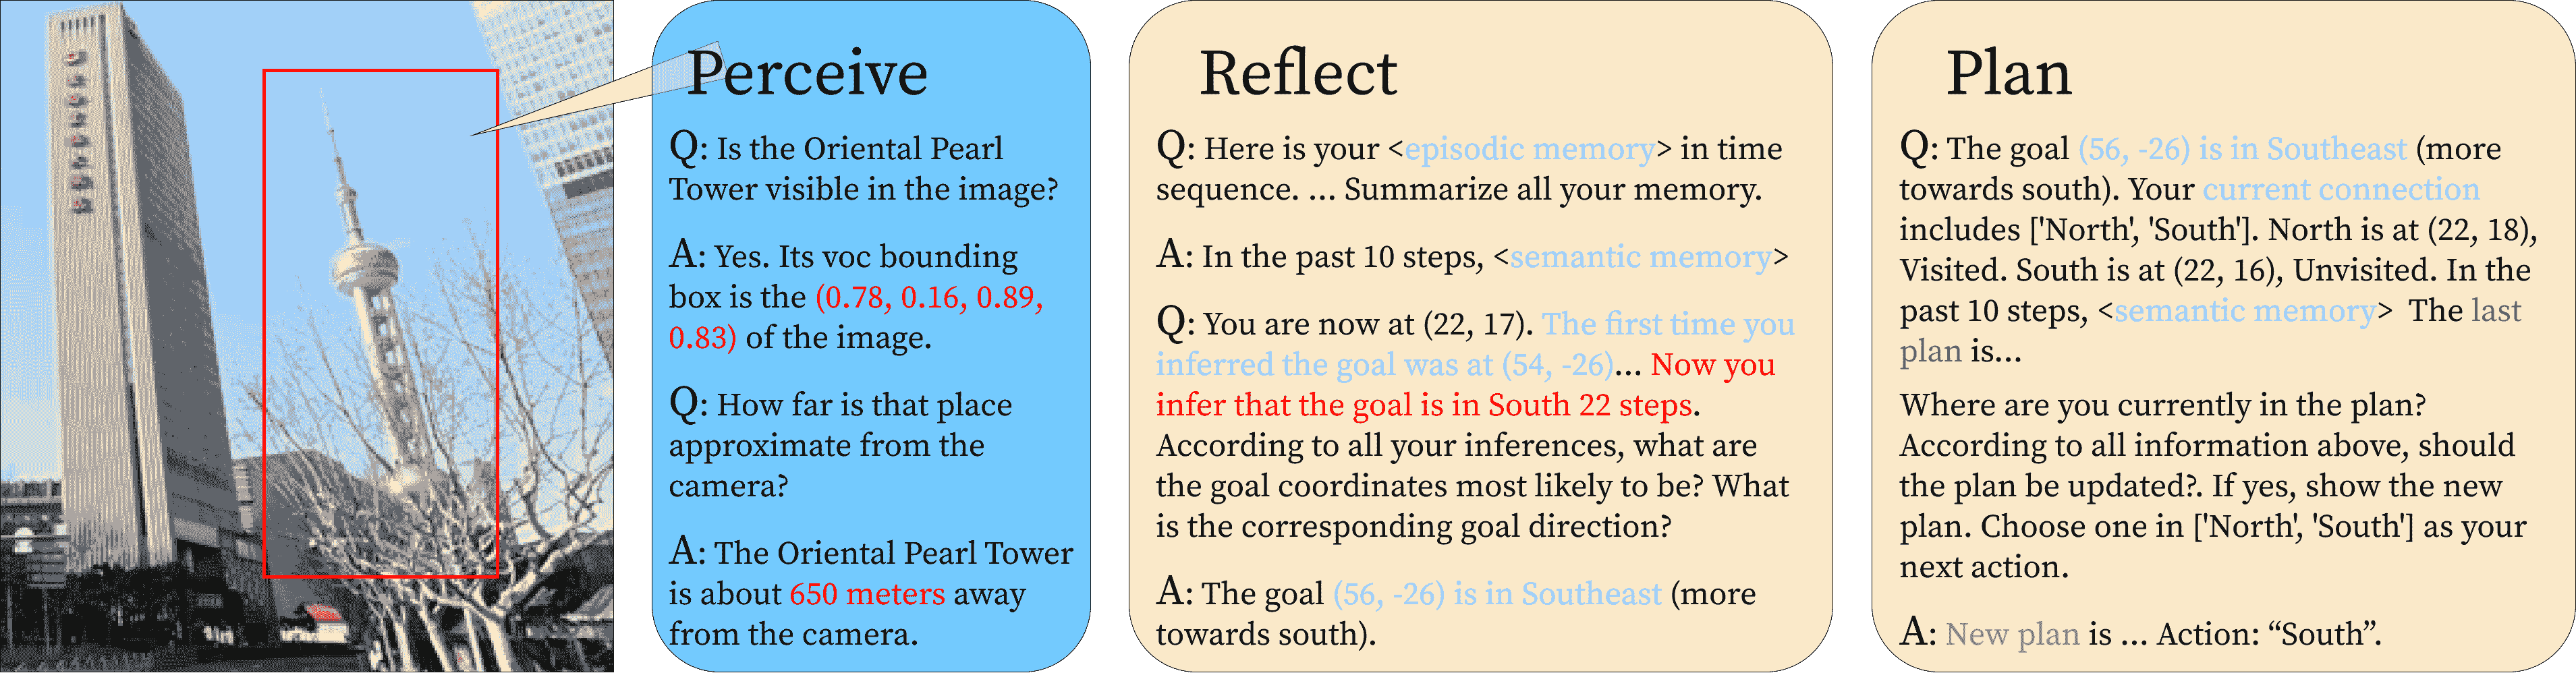 Perceive
Q: Is the Oriental Pearl
Tower visible in the image?
A: Yes. Its voc bounding
box is the (0.78, 0.16, 0.89,
0.83) of the image.
Q: How far is that place
approximate from the
camera?
A: The Oriental Pearl Tower
is about 650 meters away
from the camera.
Reflect
Q: Here is your <episodic memory> in time
sequence. ... Summarize all your memory.
A: In the past 10 steps, <semantic memory>
Q: You are now at (22, 17). The first time you
inferred the goal was at (54, -26)... Now you
infer that the goal is in South 22 steps.
According to all your inferences, what are
the goal coordinates most likely to be? What
is the corresponding goal direction?
A: The goal (56, -26) is in Southeast (more
towards south).
Plan
Q: The goal (56, -26) is in Southeast (more
towards south). Your current connection
includes ['North', 'South']. North is at (22, 18),
Visited. South is at (22, 16), Unvisited. In the
past 10 steps, <semantic memory> The last
plan is...
Where are you currently in the plan?
According to all information above, should
the plan be updated?. If yes, show the new
plan. Choose one in ['North', 'South'] as your
next action.
A: New plan is ... Action: “South”.